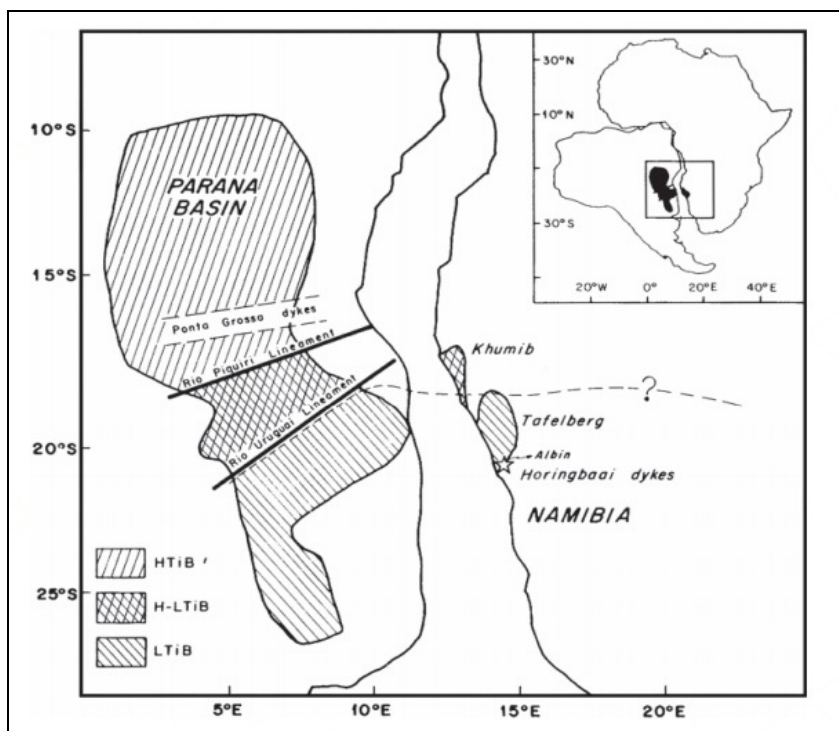 30°N
10°N
30°S
20°W
0°
20°E
40°E
10°S
15°S
20°S
25°S
PARANA
BASIN
Ponta Grossa dykes
Rio Piquiri Lineament
Rio Uruguai Lineament
Khumib
?
Tafelberg
Albin
Horingbaai dykes
NAMIBIA
HTiB '
H-LTiB
LTiB
5°E
10°E
15°E
20°E